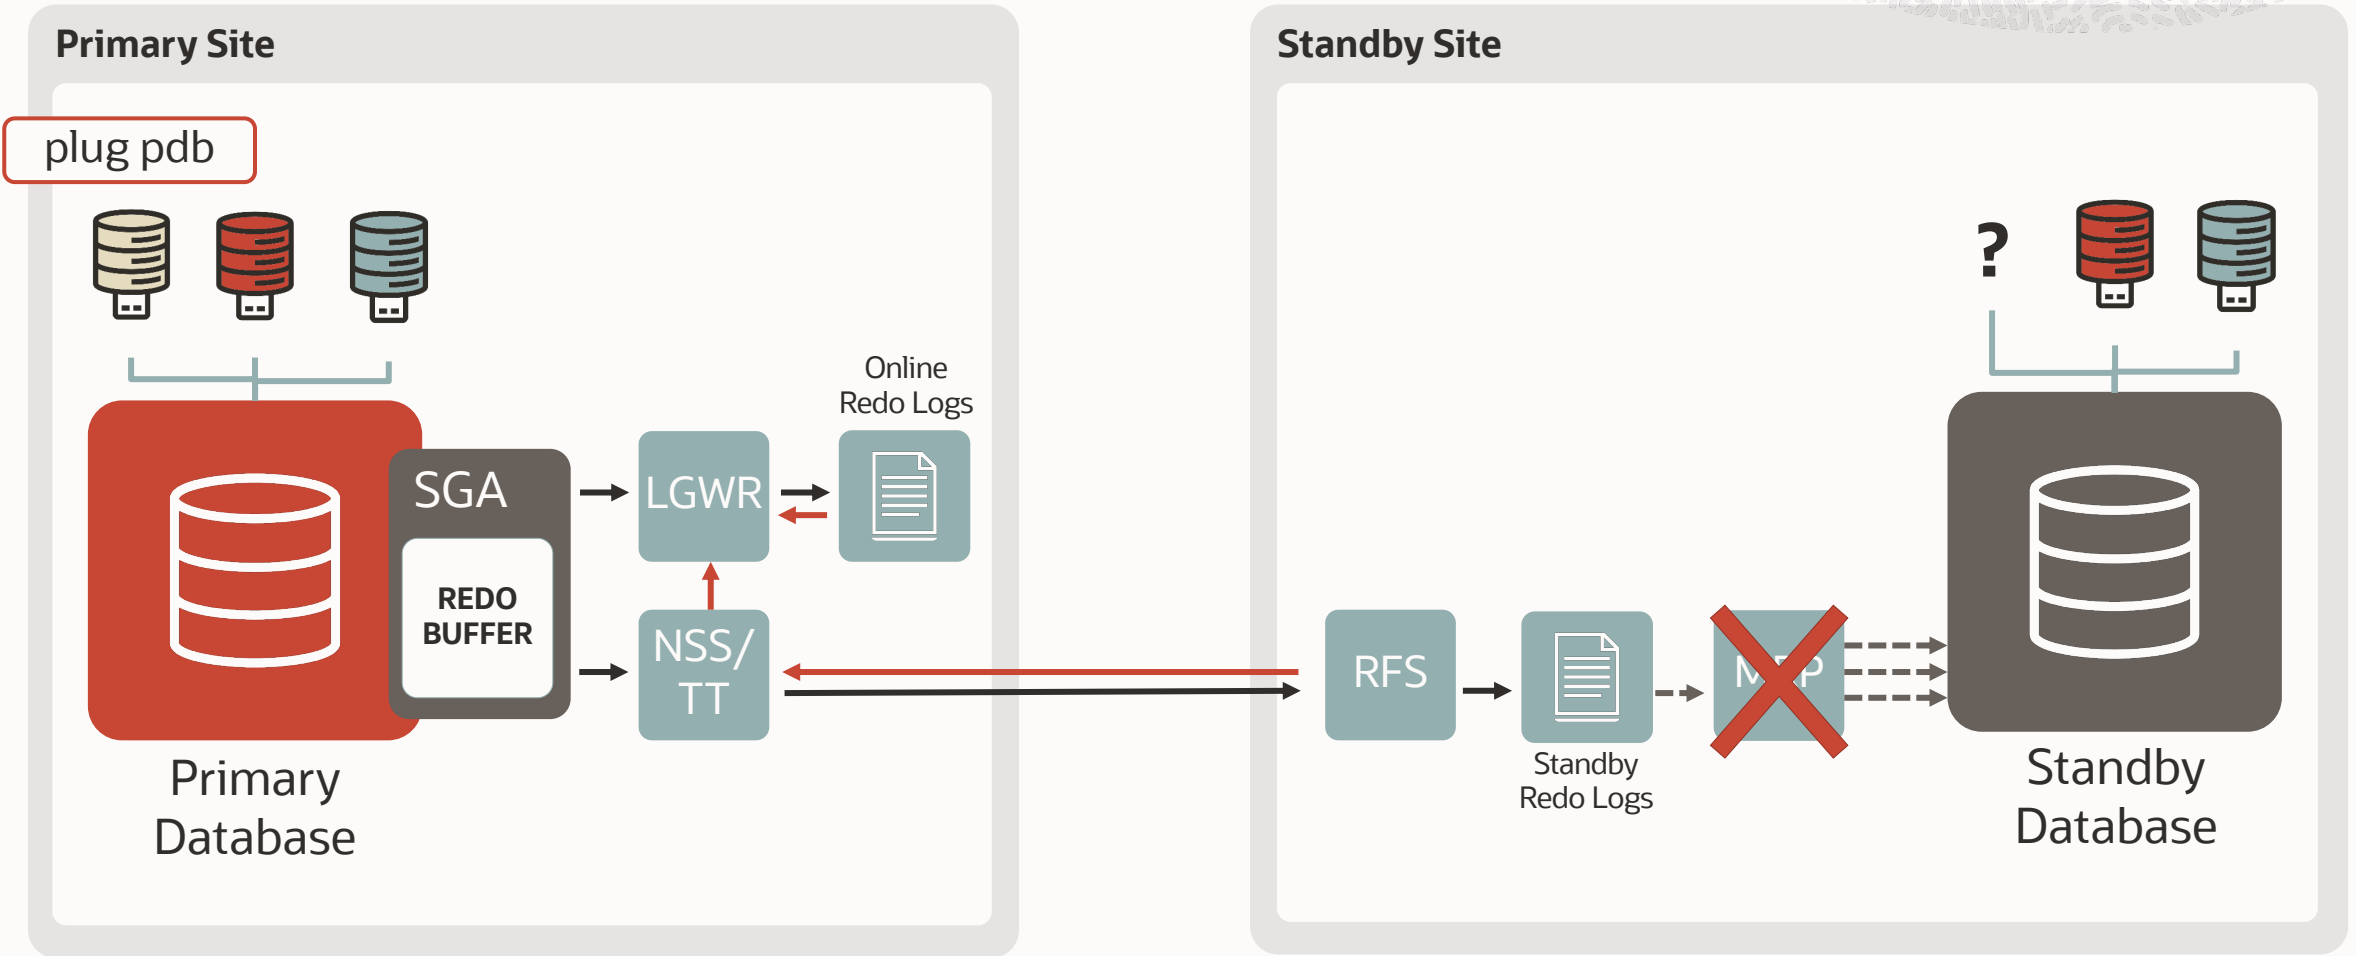 Primary Site
plug pdb
SGA
REDO
BUFFER
LGWR
Online
Redo Logs
NSS/
TT
Primary
Database
Standby Site
?
RFS
Standby
Redo Logs
Standby
Database